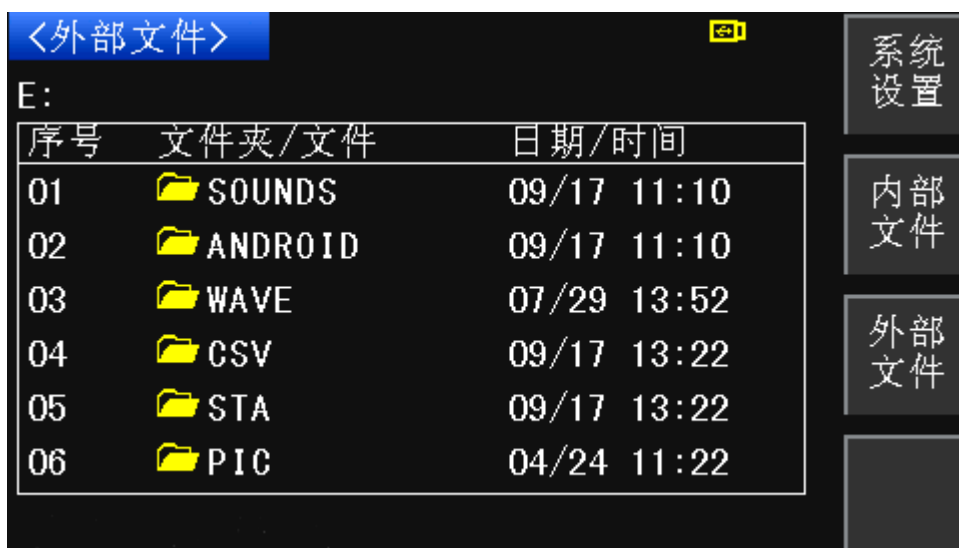 <外部文件>
E:
序号 文件夹/文件 日期/时间
01 SOUNDS 09/17 11:10
02 ANDROID 09/17 11:10
03 WAVE 07/29 13:52
04 CSV 09/17 13:22
05 STA 09/17 13:22
06 PIC 04/24 11:22
系统
设置
内部
文件
外部
文件